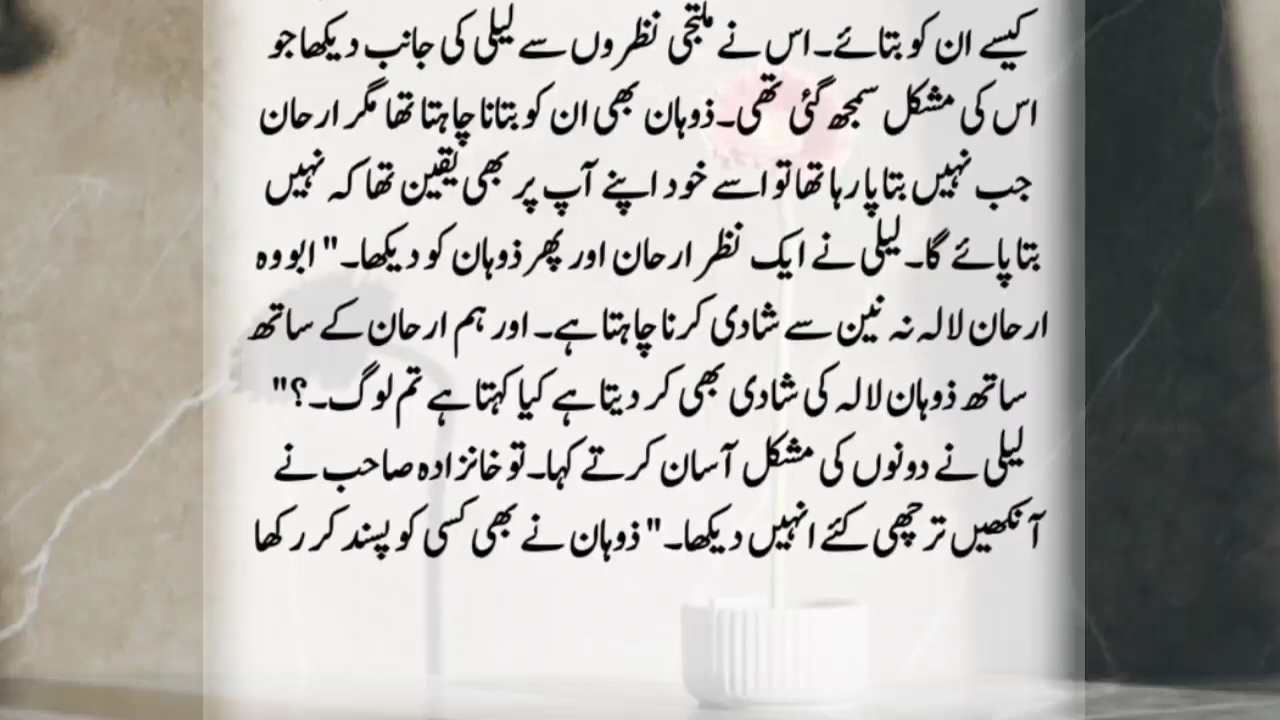 کیسے ان کو بتائے۔ اس نے ملتجی نظروں سے لیلی کی جانب دیکھا جو
اس کی مشکل سمجھ گئی تھی۔ ذوہان بھی ان کو بتانا چاہتا تھا مگر ارحان
جب نہیں بتا پا رہا تھا تو اسے خود اپنے آپ پر بھی یقین تھا کہ نہیں
بتا پائے گا۔ لیلی نے ایک نظر ارحان اور پھر ذوہان کو دیکھا۔" ابو وہ
ارحان لالہ نہ نین سے شادی کرنا چاہتا ہے۔ اور ہم ارحان کے ساتھ
ساتھ ذوہان لالہ کی شادی بھی کر دیتا ہے کیا کہتا ہے تم لوگ۔؟"
لیلی نے دونوں کی مشکل آسان کرتے کہا۔ تو خانزادہ صاحب نے
آنکھیں ترچھی کئے انہیں دیکھا۔" ذوہان نے بھی کسی کو پسند کر رکھا